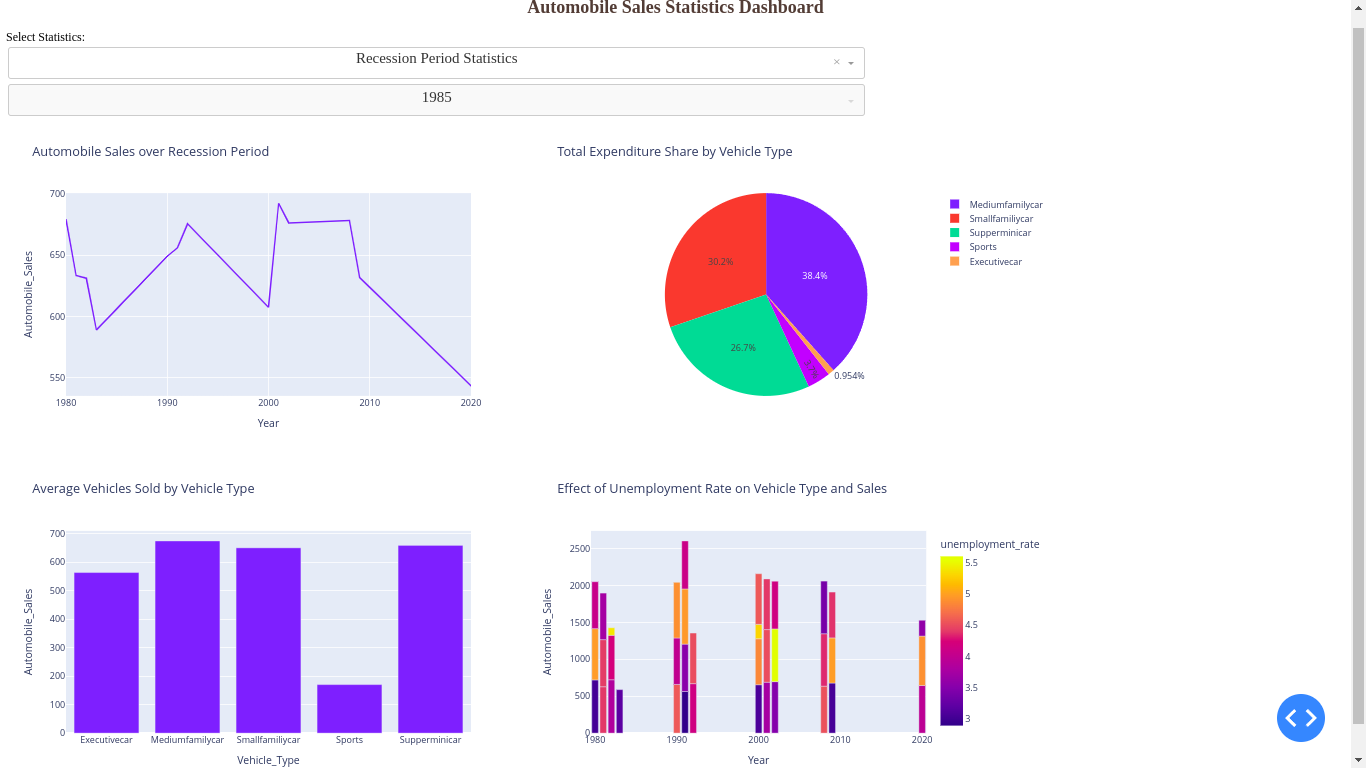 Automobile Sales Statistics Dashboard
Select Statistics:
Recession Period Statistics
×
1985
Automobile Sales over Recession Period
700
650
600
550
Automobile_Sales
1980 1990 2000 2010 2020
Year
Total Expenditure Share by Vehicle Type
38.4%
30.2%
26.7%
0.954%
Mediumfamilycar
Smallfamiliycar
Supperminicar
Sports
Executivecar
Average Vehicles Sold by Vehicle Type
700
600
500
400
300
200
100
0
Automobile_Sales
Executivecar Mediumfamilycar Smallfamiliycar Sports Supperminicar
Vehicle_Type
Effect of Unemployment Rate on Vehicle Type and Sales
2500
2000
1500
1000
500
0
Automobile_Sales
1980 1990 2000 2010 2020
Year
unemployment_rate
5.5
5
4.5
4
3.5
3